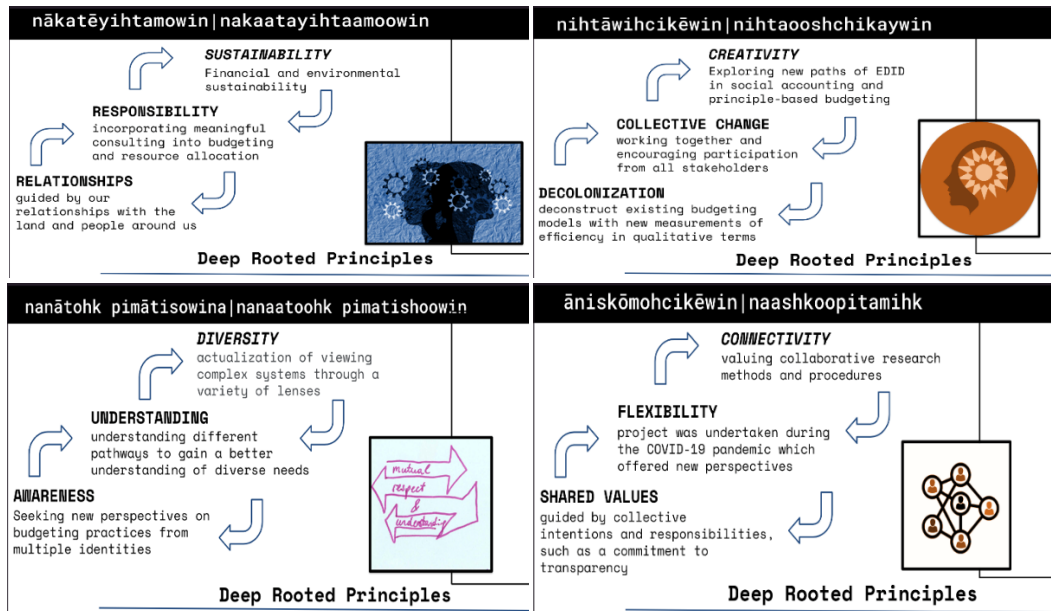 nākatēyihtamowin|nakaatayihtaamoowin
SUSTAINABILITY
Financial and environmental
sustainability
RESPONSIBILITY
incorporating meaningful
consulting into budgeting
and resource allocation
RELATIONSHIPS
guided by our
relationships with the
land and people around us
Deep Rooted Principles
nihtāwihcikēwin|nihtaooshchikaywin
CREATIVITY
Exploring new paths of EDID
in social accounting and
principle-based budgeting
COLLECTIVE CHANGE
working together and
encouraging participation
from all stakeholders
DECOLONIZATION
deconstruct existing budgeting
models with new measurements of
efficiency in qualitative terms
Deep Rooted Principles
nanātohk pimātisowina|nanaatoohk pimatishoowin
DIVERSITY
actualization of viewing
complex systems through a
variety of lenses
UNDERSTANDING
understanding different
pathways to gain a better
understanding of diverse needs
AWARENESS
Seeking new perspectives on
budgeting practices from
multiple identities
mutual
respect
&
understanding
Deep Rooted Principles
āniskōmohcikēwin|naashkoopitamihk
CONNECTIVITY
valuing collaborative research
methods and procedures
FLEXIBILITY
project was undertaken during
the COVID-19 pandemic which
offered new perspectives
SHARED VALUES
guided by collective
intentions and responsibilities,
such as a commitment to
transparency
Deep Rooted Principles